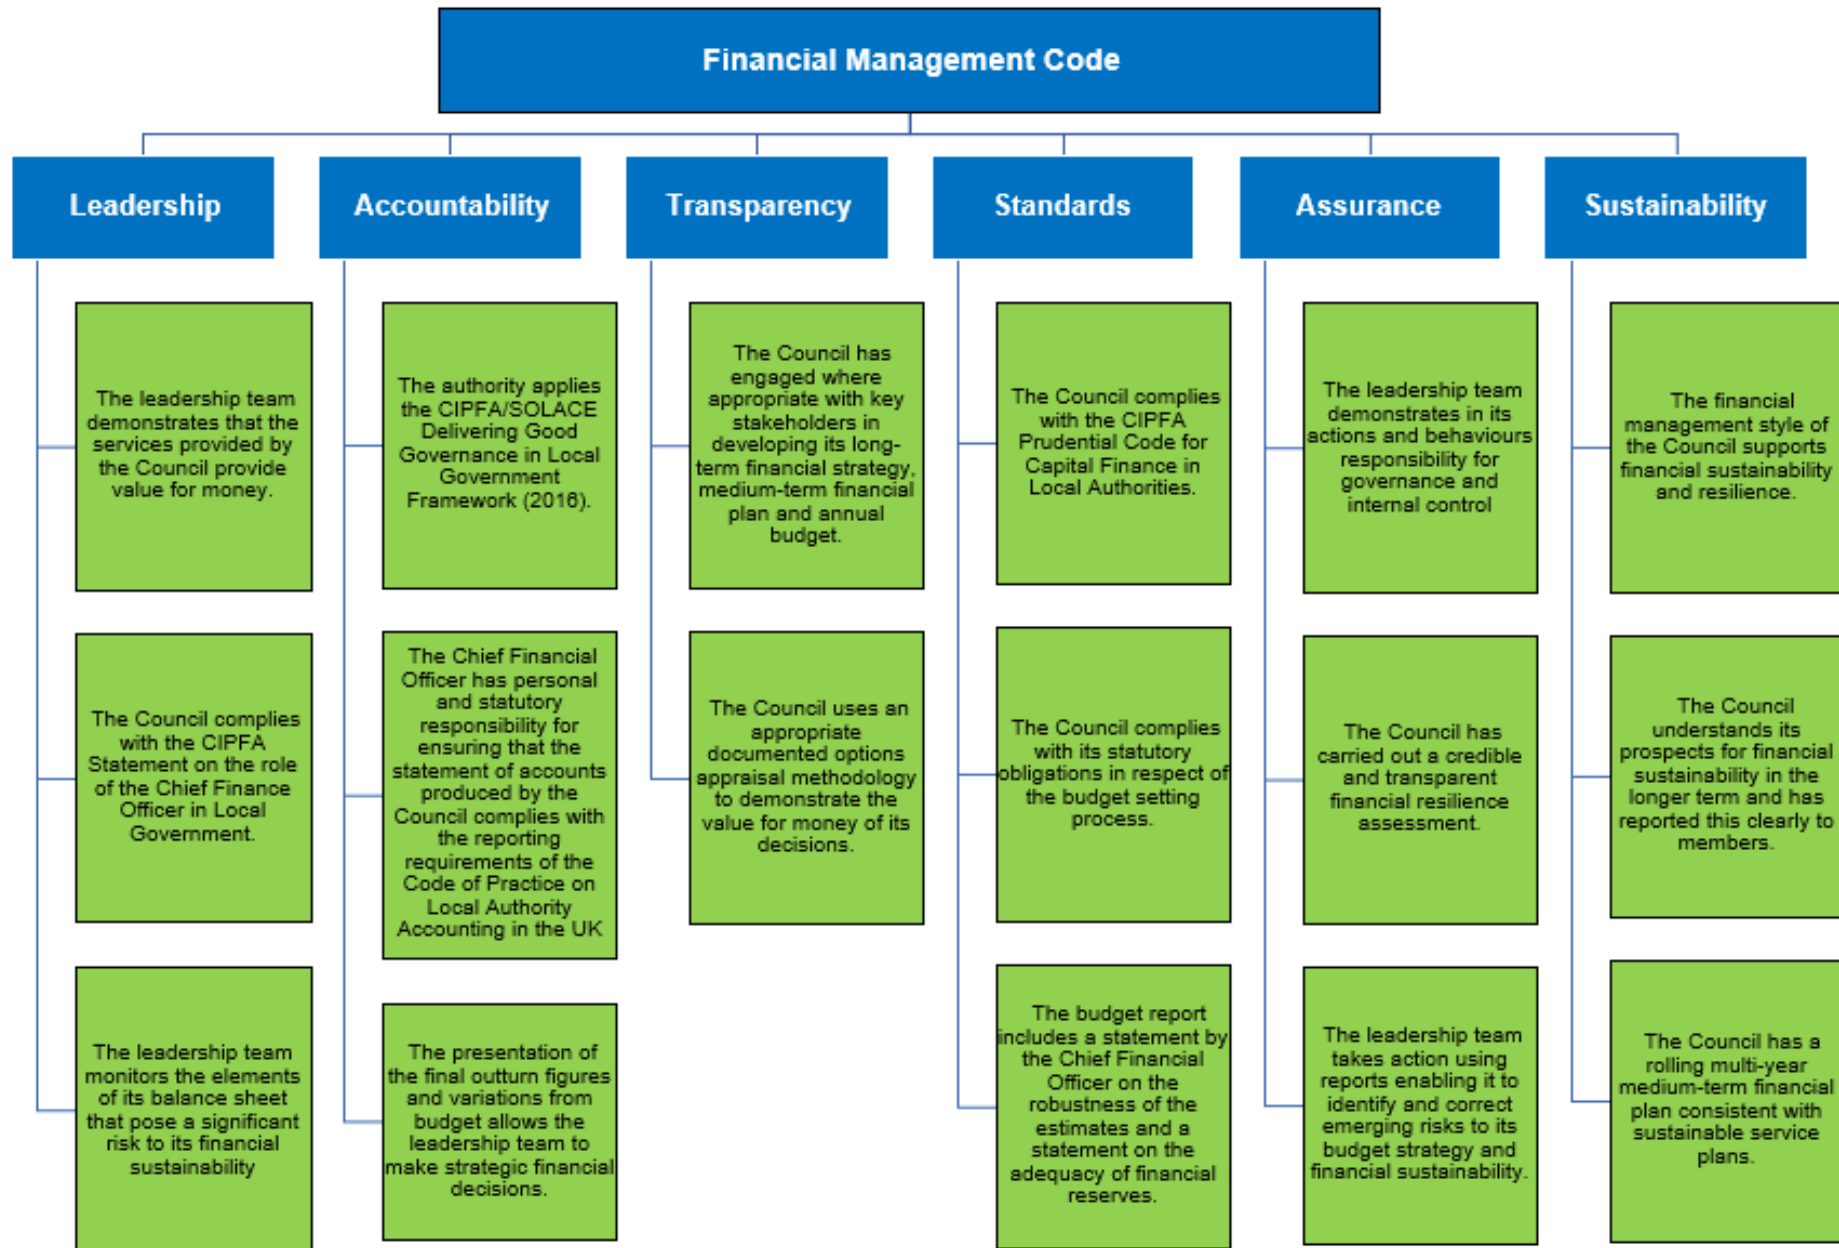 Financial Management Code
Leadership
Accountability
Transparency
Standards
Assurance
Sustainability
The leadership team
demonstrates that the
services provided by
the Council provide
value for money.
The Council complies
with the CIPFA
Statement on the role
of the Chief Finance
Officer in Local
Government.
The leadership team
monitors the elements
of its balance sheet
that pose a significant
risk to its financial
sustainability
The authority applies
the CIPFA/SOLACE
Delivering Good
Governance in Local
Government
Framework (2016).
The Chief Financial
Officer has personal
and statutory
responsibility for
ensuring that the
statement of accounts
produced by the
Council complies with
the reporting
requirements of the
Code of Practice on
Local Authority
Accounting in the UK
The presentation of
the final outturn figures
and variations from
budget allows the
leadership team to
make strategic financial
decisions.
The Council has
engaged where
appropriate with key
stakeholders in
developing its long-
term financial strategy,
medium-term financial
plan and annual
budget.
The Council uses an
appropriate
documented options
appraisal methodology
to demonstrate the
value for money of its
decisions.
The Council complies
with the CIPFA
Prudential Code for
Capital Finance in
Local Authorities.
The Council complies
with its statutory
obligations in respect of
the budget setting
process.
The budget report
includes a statement by
the Chief Financial
Officer on the
robustness of the
estimates and a
statement on the
adequacy of financial
reserves.
The leadership team
demonstrates in its
actions and behaviours
responsibility for
governance and
internal control
The Council has
carried out a credible
and transparent
financial resilience
assessment.
The leadership team
takes action using
reports enabling it to
identify and correct
emerging risks to its
budget strategy and
financial sustainability.
The financial
management style of
the Council supports
financial sustainability
and resilience.
The Council
understands its
prospects for financial
sustainability in the
longer term and has
reported this clearly to
members.
The Council has a
rolling multi-year
medium-term financial
plan consistent with
sustainable service
plans.